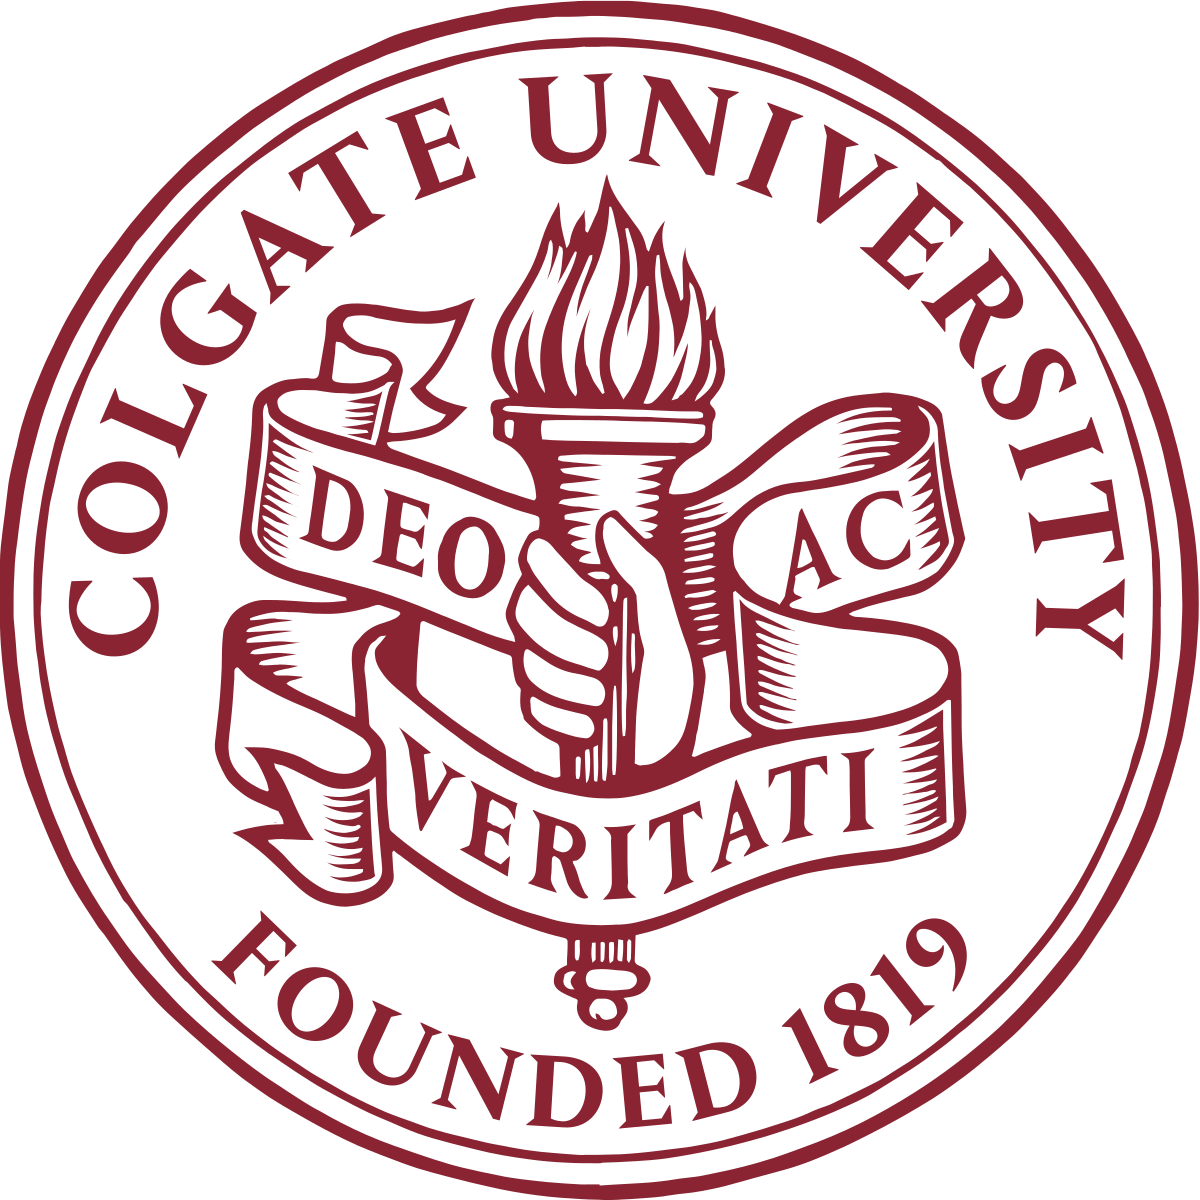 COLGATE UNIVERSITY
DEO AC
VERITATI
FOUNDED 1819